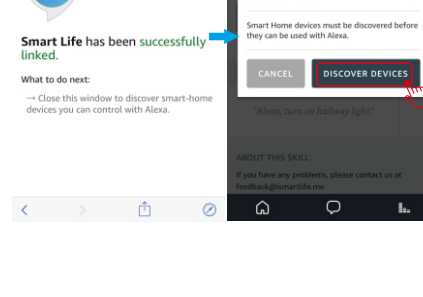 Smart Life has been successfully
linked.
What to do next:
→ Close this window to discover smart-home
devices you can control with Alexa.
Smart Home devices must be discovered before
they can be used with Alexa.
CANCEL
DISCOVER DEVICES
"Alexa, turn on hallway light"
ABOUT THIS SKILL
If you have any problems, please contact us at
feedback@ismartlife.me